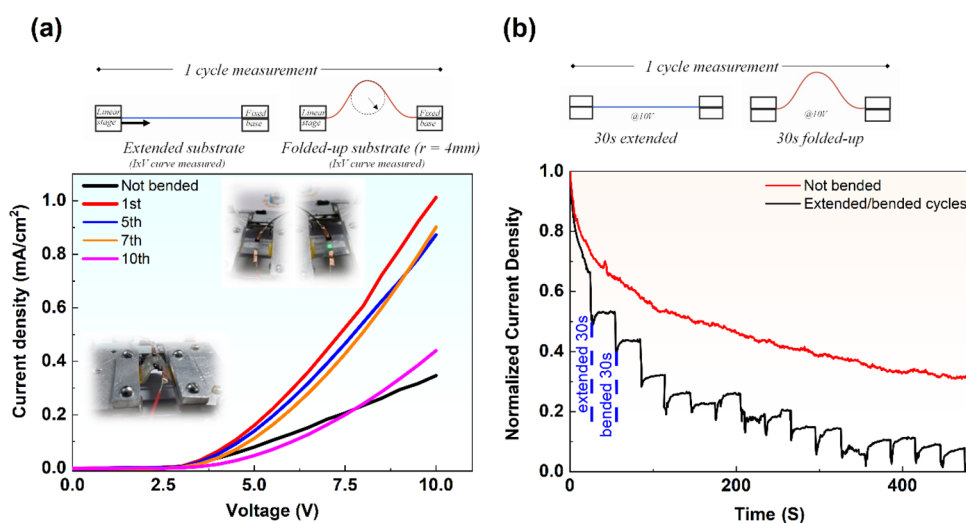 (a)
1 cycle measurement
Linear
stage
Fixed
base
Linear
stage
Fixed
base
Extended substrate
(IxV curve measured)
Folded-up substrate (r = 4mm)
(IxV curve measured)
Not bended
1st
5th
7th
10th
Current density (mA/cm²)
1.0
0.8
0.6
0.4
0.2
0.0
0.0
2.5
5.0
7.5
10.0
Voltage (V)
(b)
1 cycle measurement
@10V
@10V
30s extended
30s folded-up
Not bended
Extended/bended cycles
extended 30s
bended 30s
Normalized Current Density
1.0
0.8
0.6
0.4
0.2
0.0
0
200
400
Time (S)